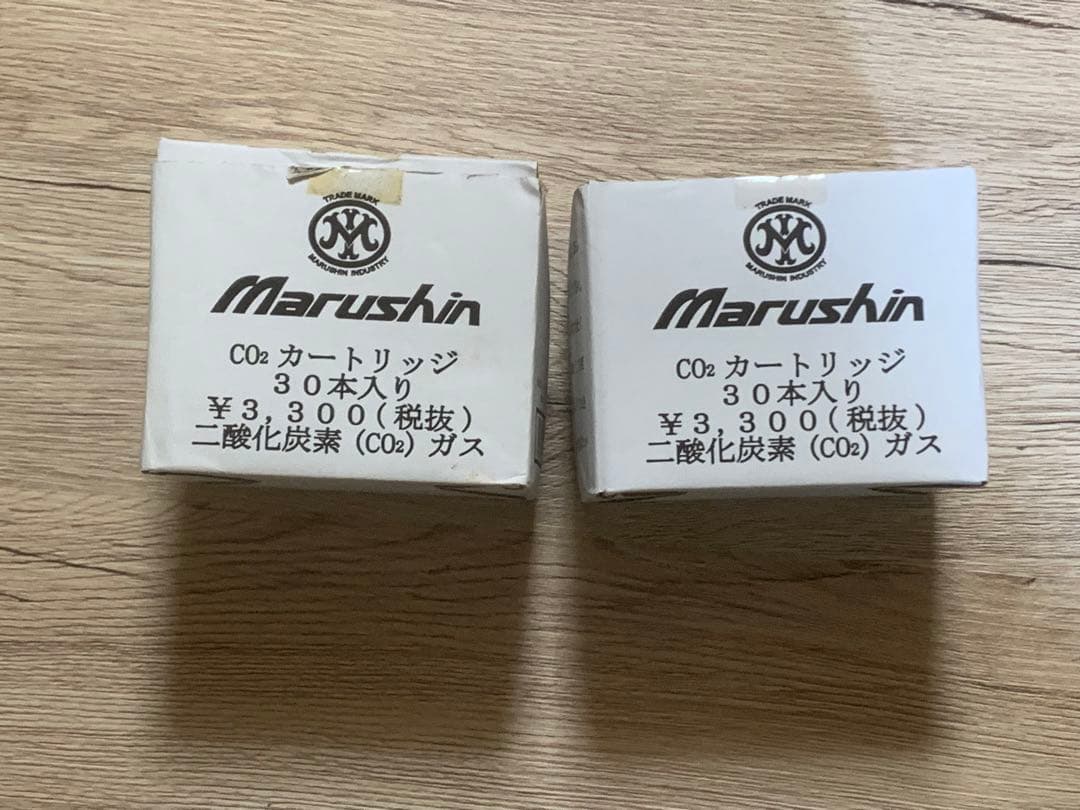 TRADE MARK
MARUSHIN INDUSTRY
Marushin
CO₂ カートリッジ
30本入り
¥3,300(税抜)
二酸化炭素 (CO₂) ガス
TRADE MARK
MARUSHIN INDUSTRY
Marushin
CO₂ カートリッジ
30本入り
¥3,300(税抜)
二酸化炭素 (CO₂) ガス